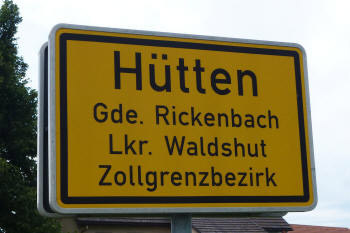 Hütten
Gde. Rickenbach
Lkr. Waldshut
Zollgrenzbezirk